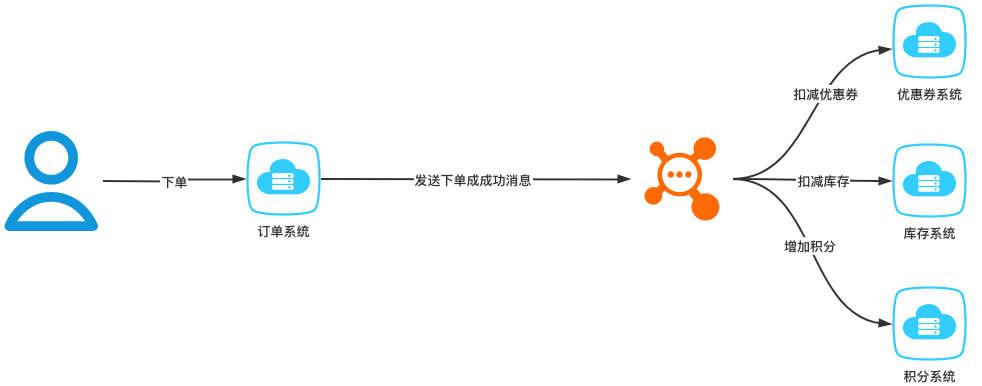 下单
订单系统
发送下单成成功消息
扣减优惠券
优惠券系统
扣减库存
库存系统
增加积分
积分系统